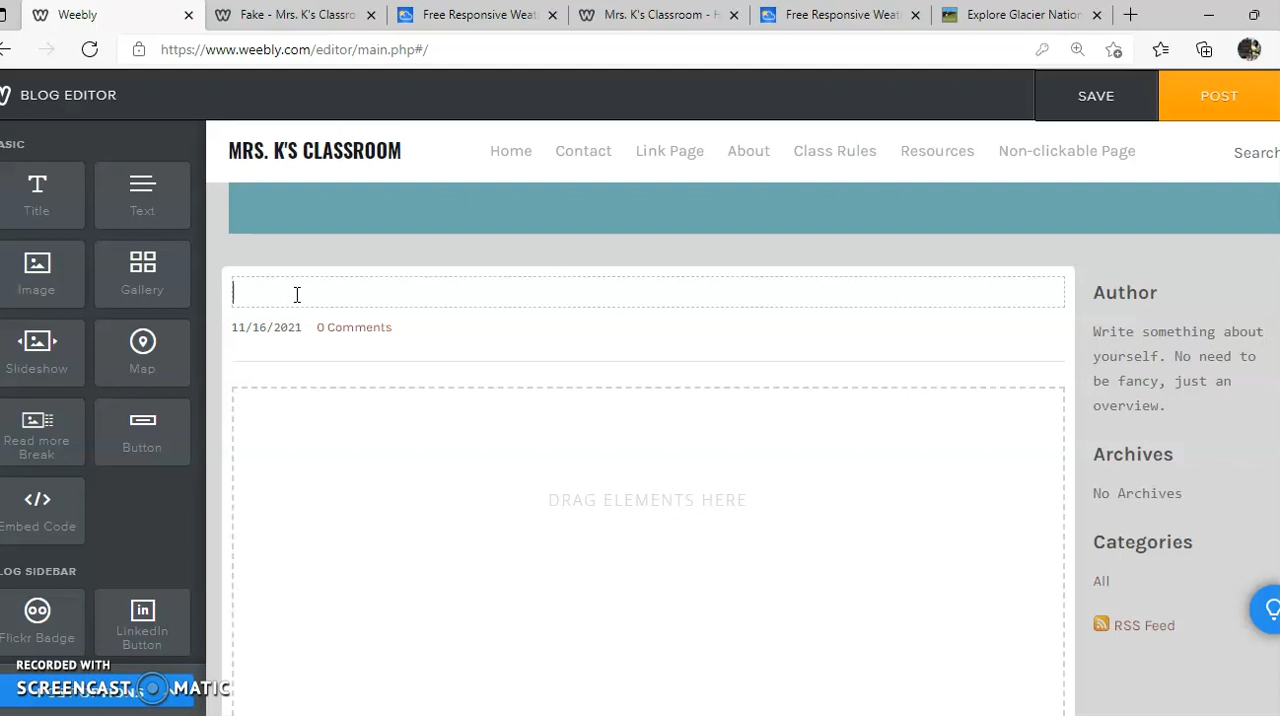 Weebly
Fake - Mrs. K's Classro
Free Responsive Weat
Mrs. K's Classroom - H
Free Responsive Weat
Explore Glacier Nation
https://www.weebly.com/editor/main.php#/
BLOG EDITOR
SAVE
POST
MRS. K'S CLASSROOM
Home
Contact
Link Page
About
Class Rules
Resources
Non-clickable Page
Search
ASIC
Title
Text
Image
Gallery
Slideshow
Map
Read more
Break
Button
</>
Embed Code
LOG SIDEBAR
Flickr Badge
in
LinkedIn
Button
11/16/2021 0 Comments
DRAG ELEMENTS HERE
Author
Write something about
yourself. No need to
be fancy, just an
overview.
Archives
No Archives
Categories
All
RSS Feed
RECORDED WITH
SCREENCAST MATIC